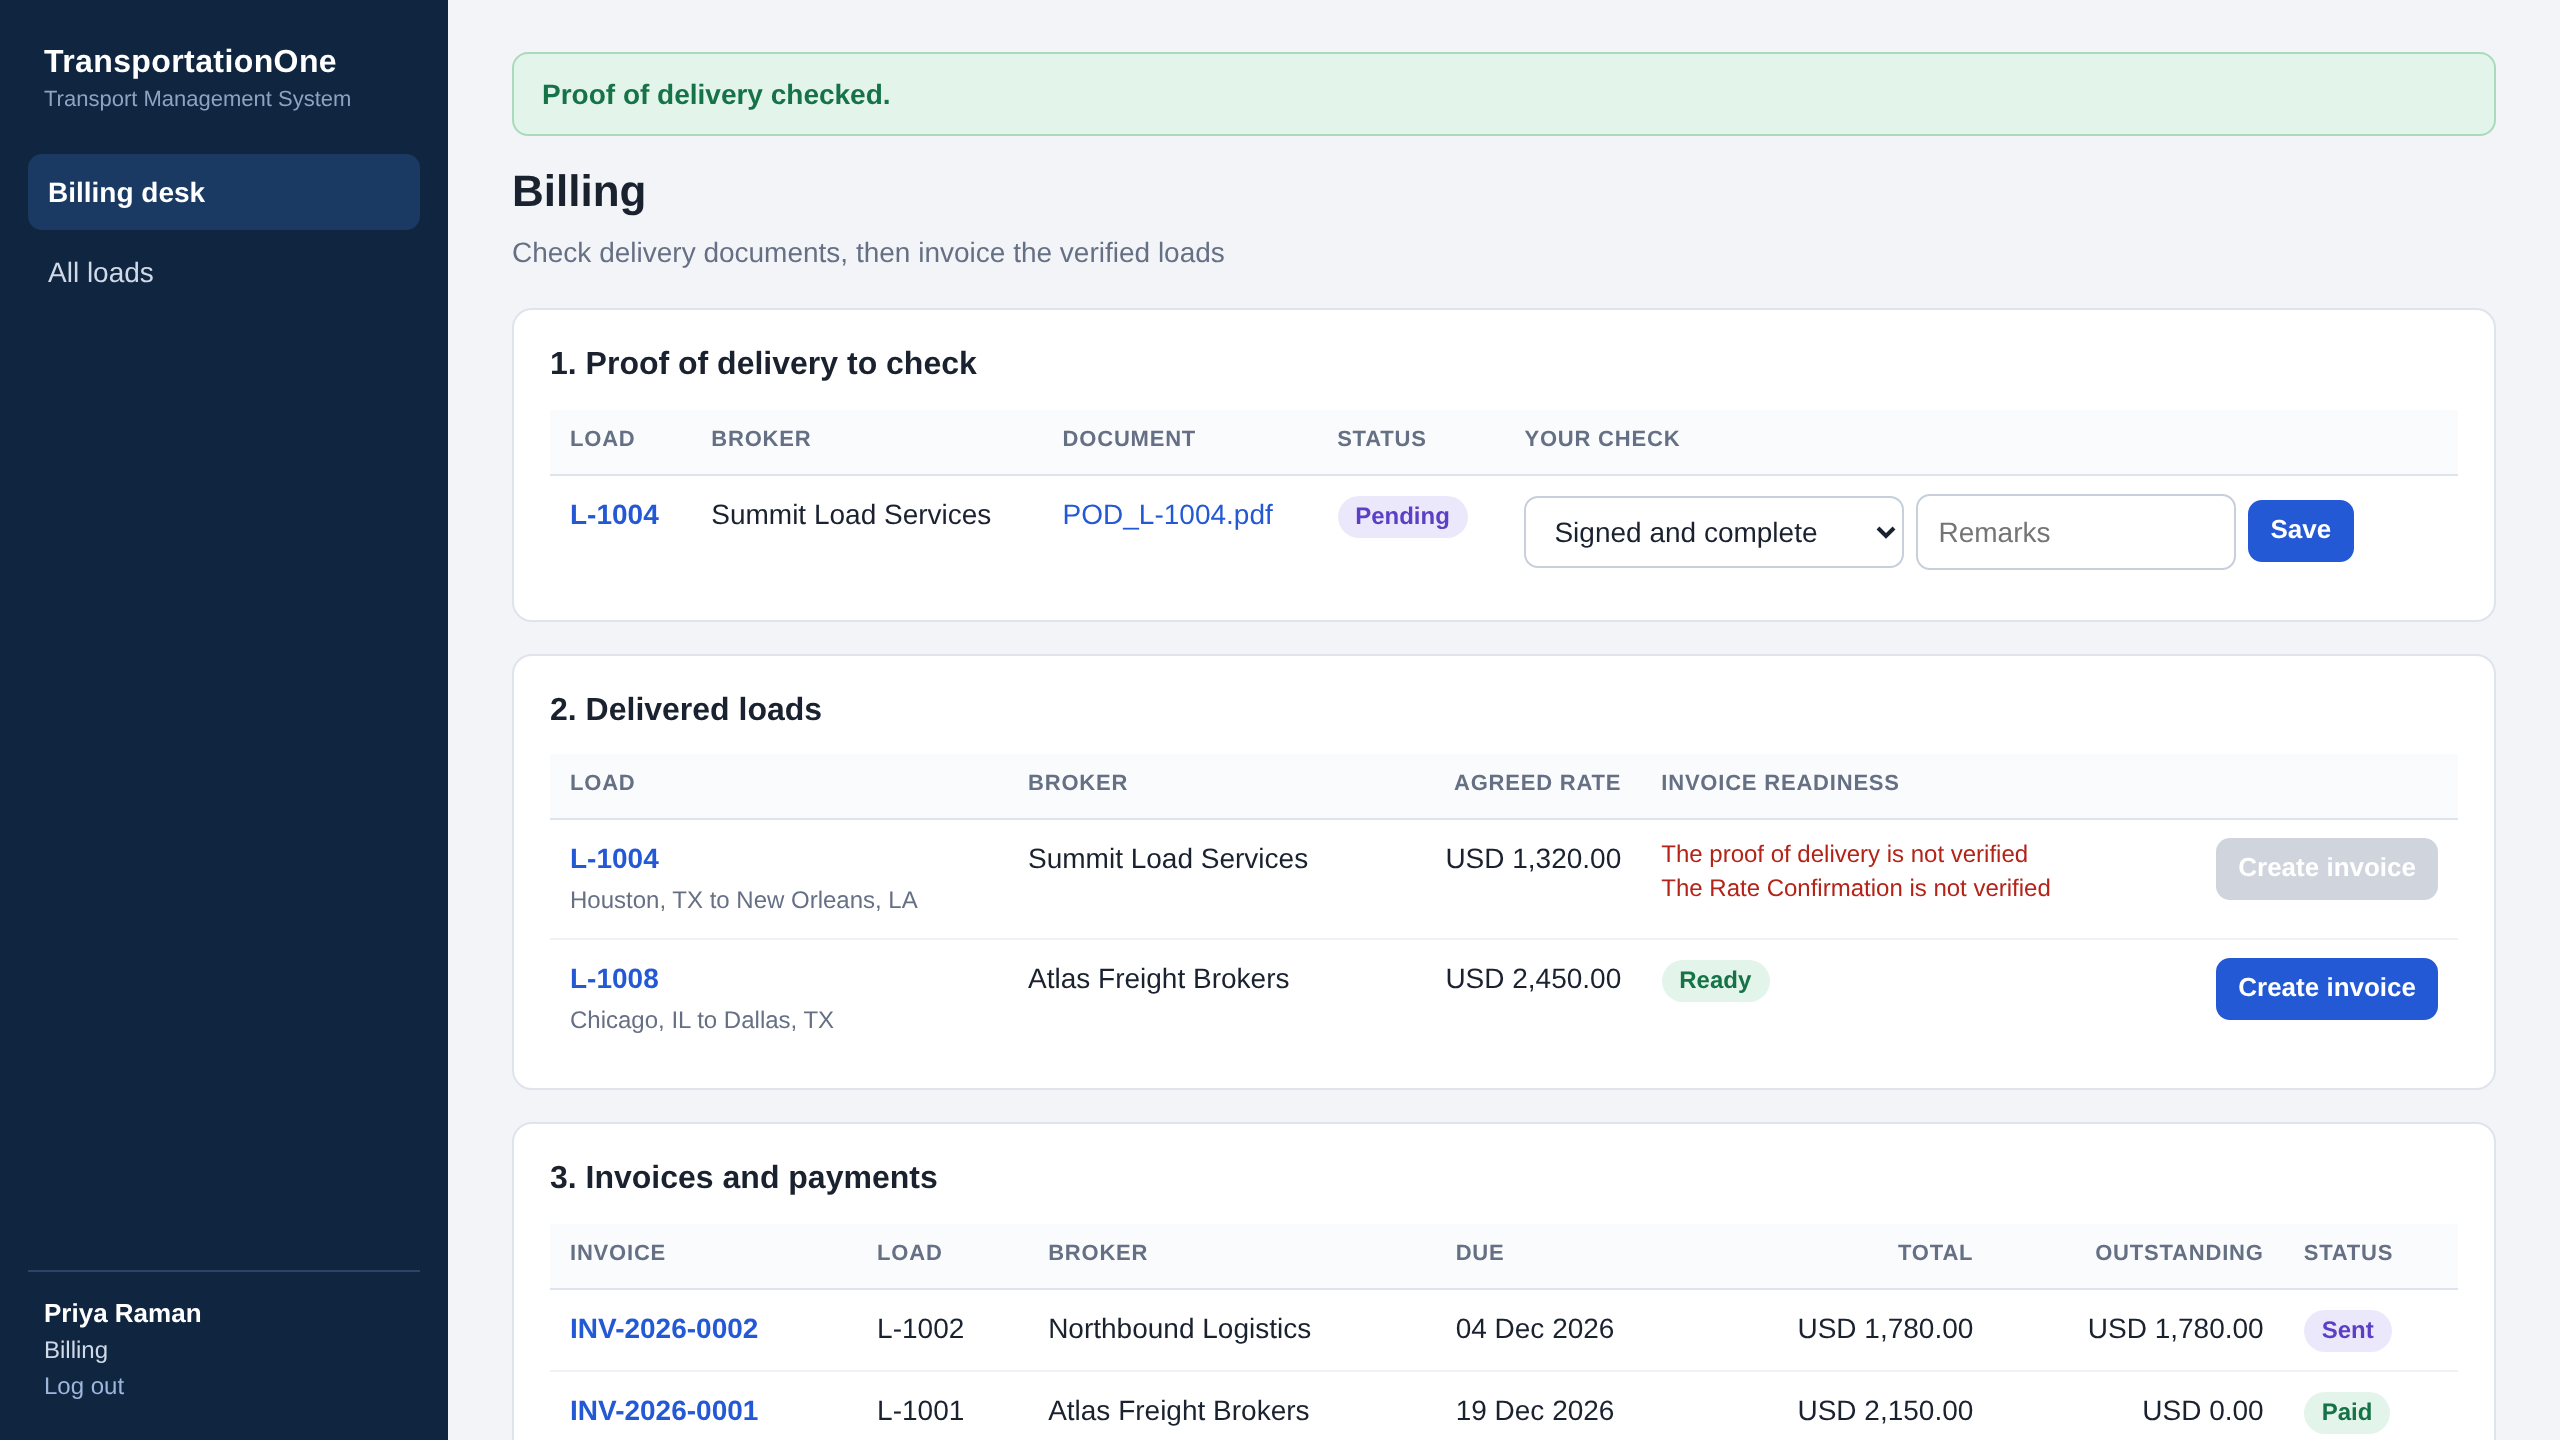 TransportationOne
Transport Management System
Billing desk
All loads
Priya Raman
Billing
Log out
Proof of delivery checked.
Billing
Check delivery documents, then invoice the verified loads
1. Proof of delivery to check
LOAD BROKER DOCUMENT STATUS YOUR CHECK
L-1004 Summit Load Services POD_L-1004.pdf Pending Signed and complete Remarks Save
2. Delivered loads
LOAD BROKER AGREED RATE INVOICE READINESS
L-1004 Summit Load Services USD 1,320.00 The proof of delivery is not verified Create invoice
Houston, TX to New Orleans, LA The Rate Confirmation is not verified
L-1008 Atlas Freight Brokers USD 2,450.00 Ready Create invoice
Chicago, IL to Dallas, TX
3. Invoices and payments
INVOICE LOAD BROKER DUE TOTAL OUTSTANDING STATUS
INV-2026-0002 L-1002 Northbound Logistics 04 Dec 2026 USD 1,780.00 USD 1,780.00 Sent
INV-2026-0001 L-1001 Atlas Freight Brokers 19 Dec 2026 USD 2,150.00 USD 0.00 Paid